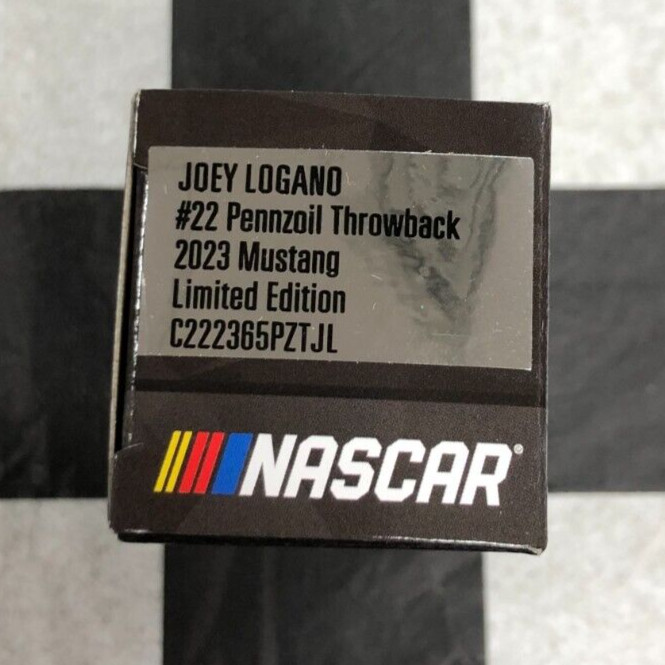 JOEY LOGANO
#22 Pennzoil Throwback
2023 Mustang
Limited Edition
C222365PZTJL
NASCAR®